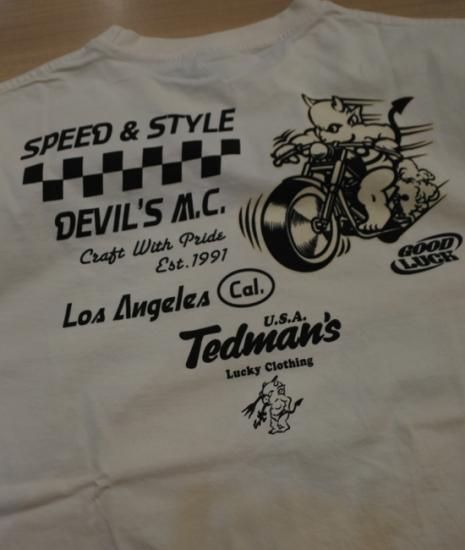 SPEED & STYLE
DEVIL'S M.C.
Craft With Pride
Est.1991
Los Angeles Cal.
GOOD
LUCK
U.S.A.
Tedman's
Lucky Clothing